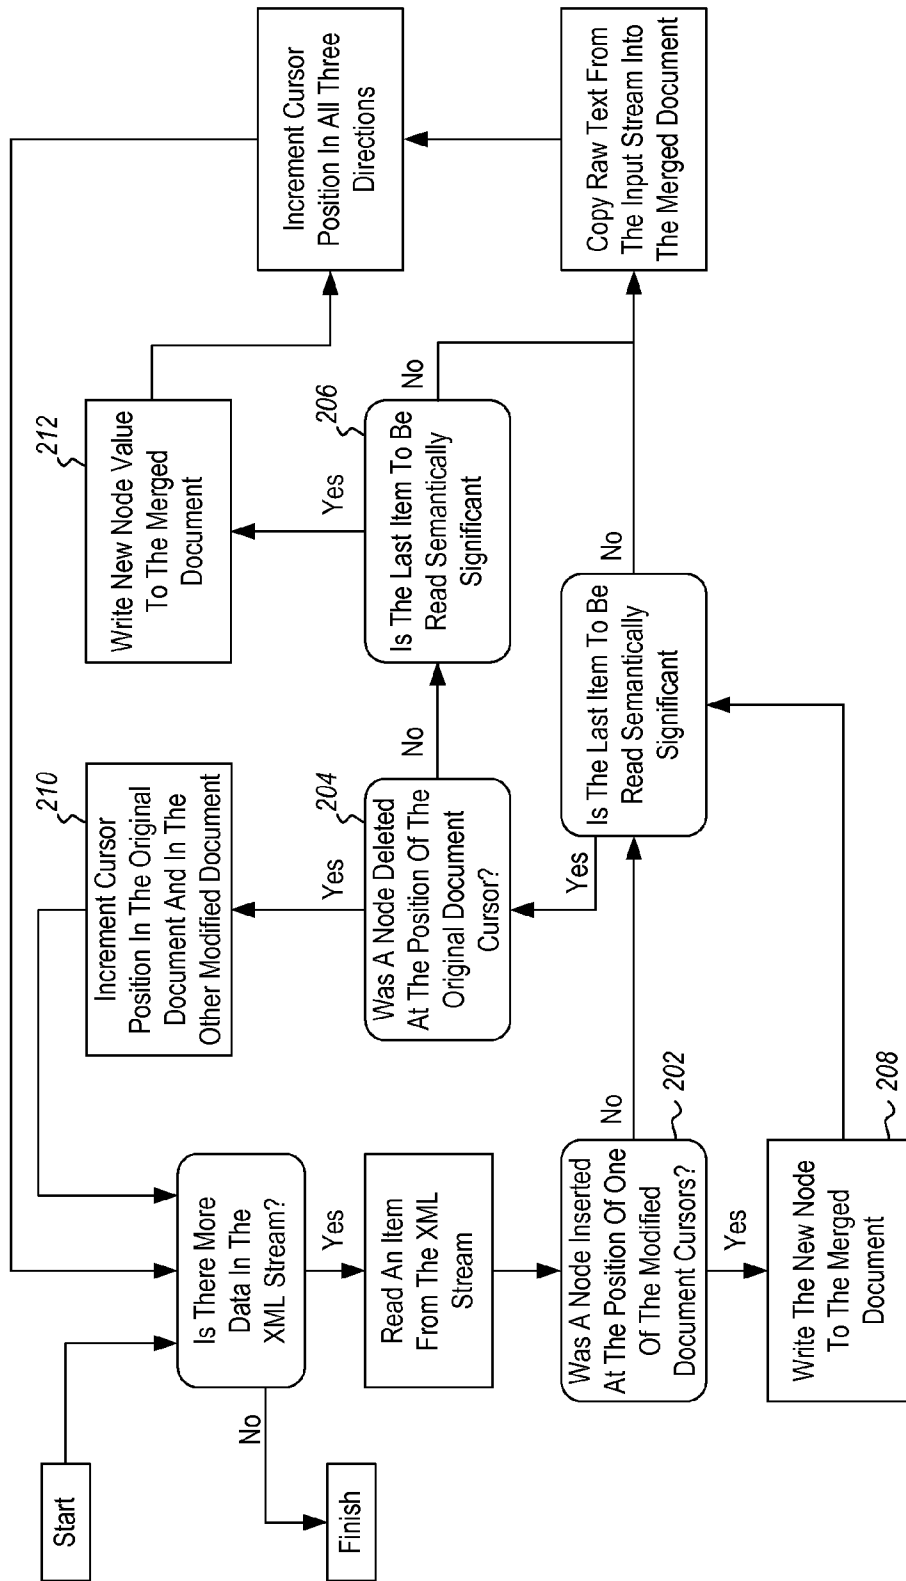 Start
Finish
No
Is There More
Data In The
XML Stream?
Yes
Read An Item
From The XML
Stream
Was A Node Inserted
At The Position Of One
Of The Modified
Document Cursors?
202
No
Yes
Write The New Node
To The Merged
Document
208
Increment Cursor
Position In The Original
Document And In The
Other Modified Document
210
Yes
Was A Node Deleted
At The Position Of The
Original Document
Cursor?
204
No
Yes
Is The Last Item To Be
Read Semantically
Significant
No
Write New Node Value
To The Merged
Document
212
Yes
Is The Last Item To Be
Read Semantically
Significant
206
No
Increment Cursor
Position In All Three
Directions
Copy Raw Text From
The Input Stream Into
The Merged Document